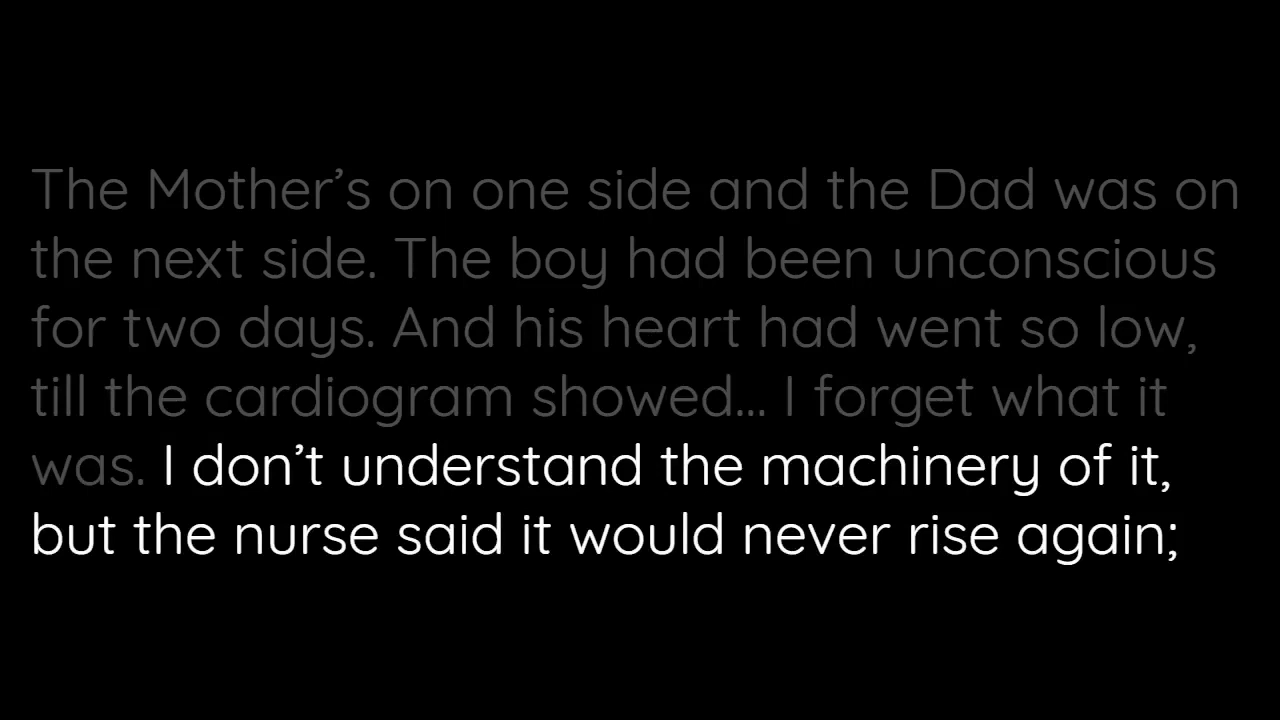 The Mother’s on one side and the Dad was on
the next side. The boy had been unconscious
for two days. And his heart had went so low,
till the cardiogram showed... I forget what it
was. I don’t understand the machinery of it,
but the nurse said it would never rise again;